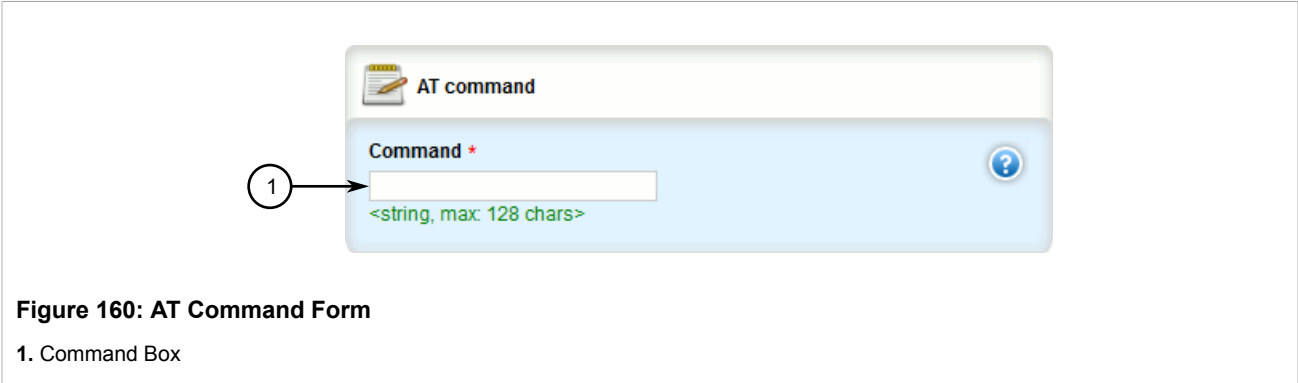 AT command
Command *
1
<string, max: 128 chars>
Figure 160: AT Command Form
1. Command Box